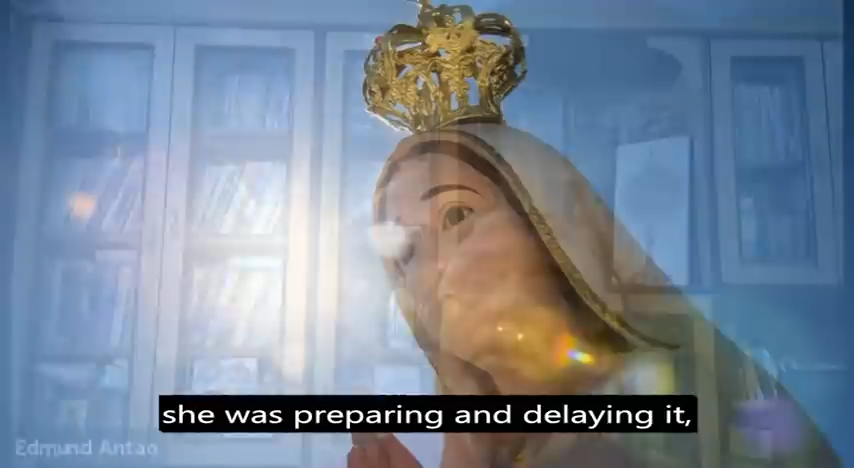 she was preparing and delaying it,
Edmund Antao